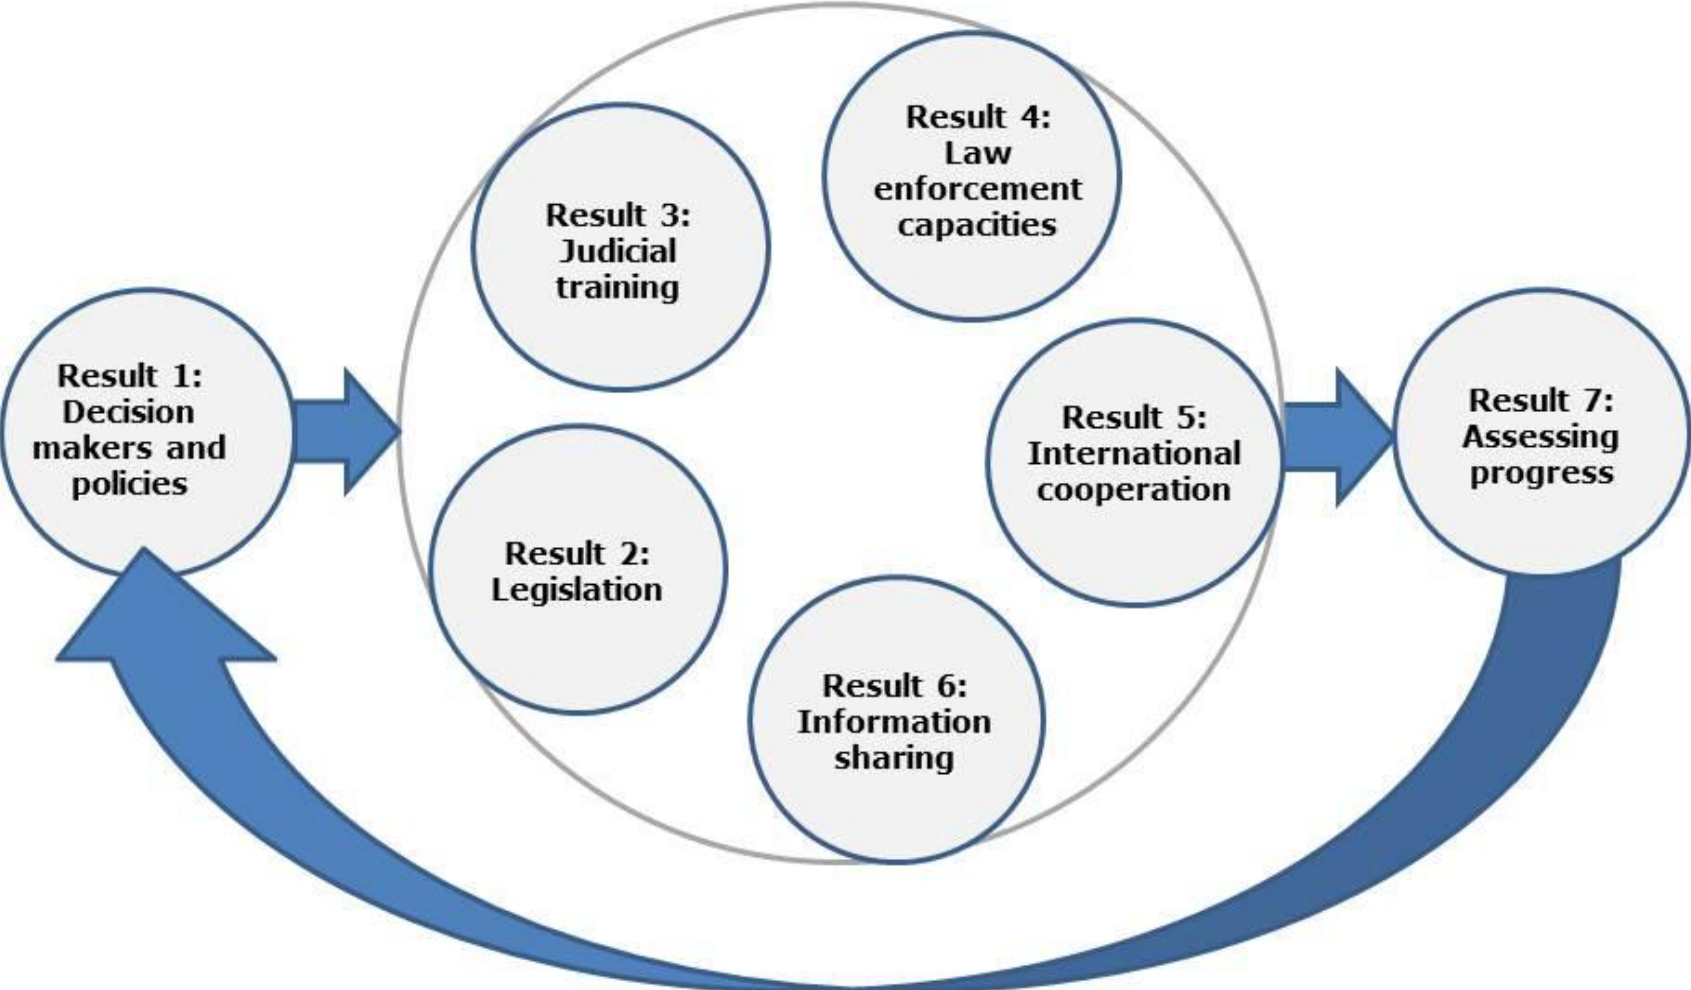 Result 1:
Decision
makers and
policies
Result 2:
Legislation
Result 3:
Judicial
training
Result 4:
Law
enforcement
capacities
Result 5:
International
cooperation
Result 6:
Information
sharing
Result 7:
Assessing
progress